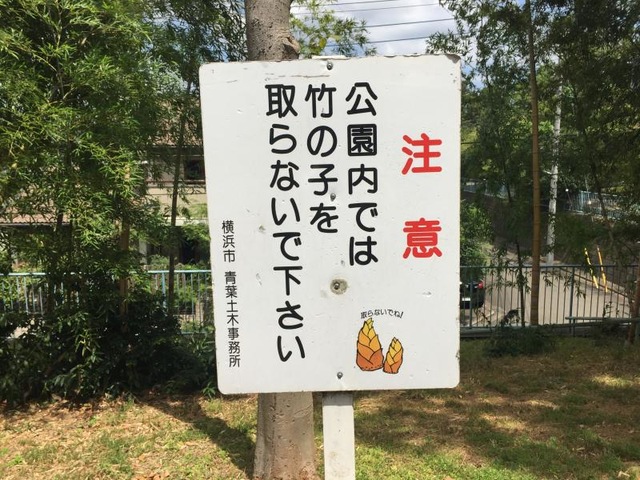 注意
公園内では
竹の子を
取らないで下さい
横浜市 青葉土木事務所
取らないでね!